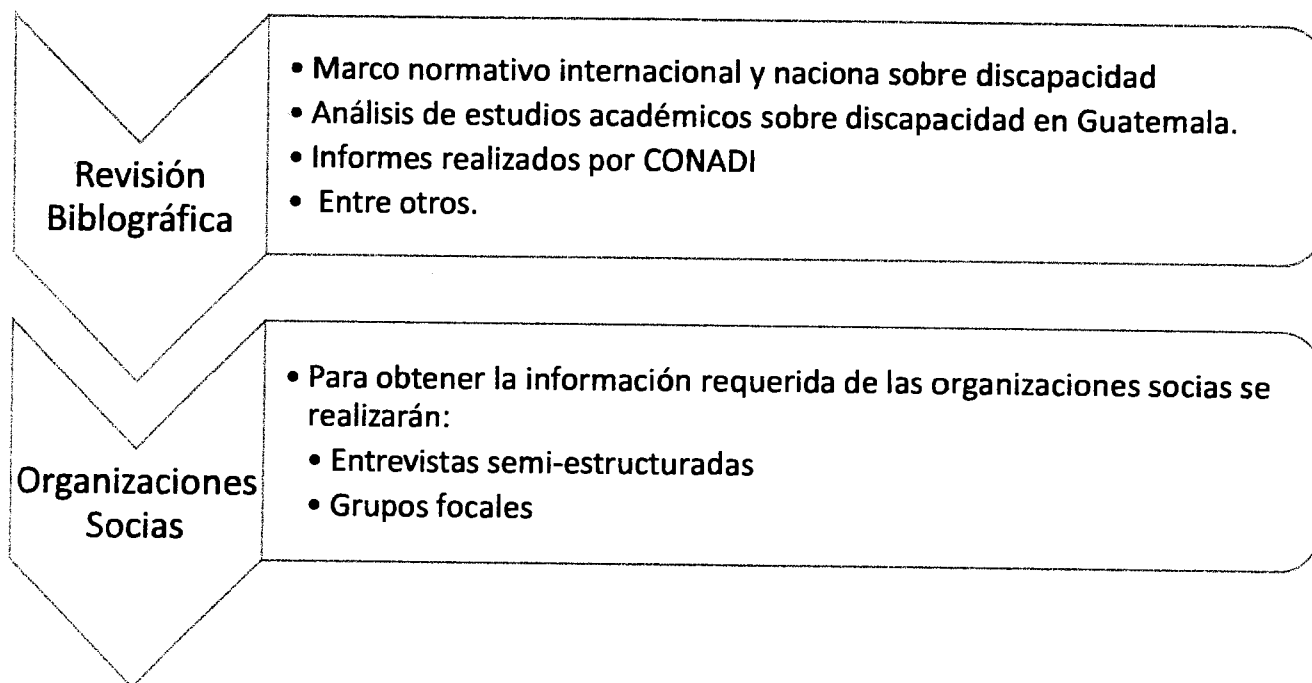 Revisión
Biblográfica
• Marco normativo internacional y naciona sobre discapacidad
• Análisis de estudios académicos sobre discapacidad en Guatemala.
• Informes realizados por CONADI
• Entre otros.
Organizaciones
Socias
• Para obtener la información requerida de las organizaciones socias se
realizarán:
• Entrevistas semi-estructuradas
• Grupos focales